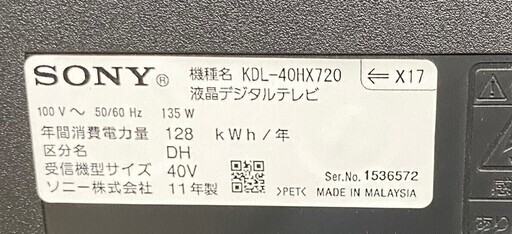 SONY® 機種名 KDL-40HX720
液晶デジタルテレビ
X17
100 V ～ 50/60 Hz 135 W
年間消費電力量 128 kWh/年
区分名 DH
受信機型サイズ 40V
ソニー株式会社 11年製
Ser.No. 1536572
>PET< MADE IN MALAYSIA